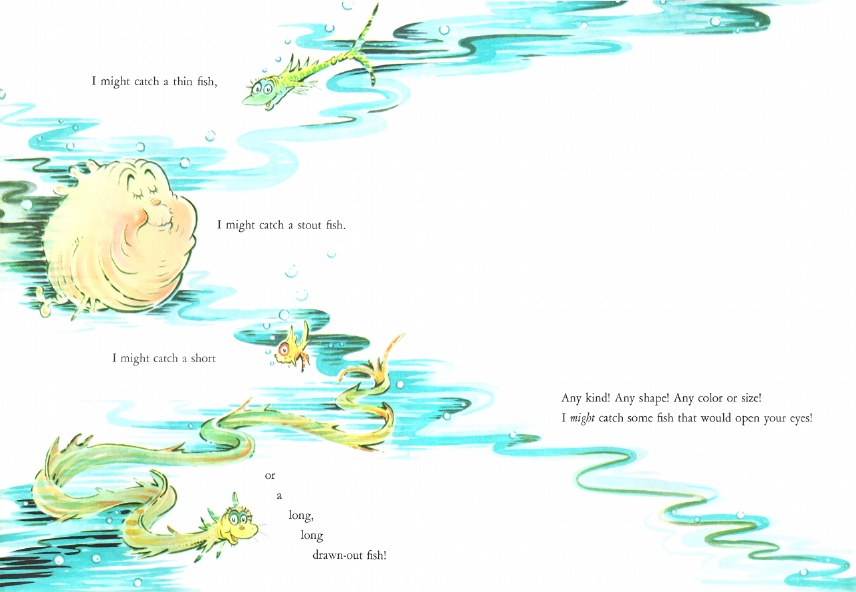 I might catch a thin fish,
I might catch a stout fish.
I might catch a short
or
a
long,
long
drawn-out fish!
Any kind! Any shape! Any color or size!
I might catch some fish that would open your eyes!